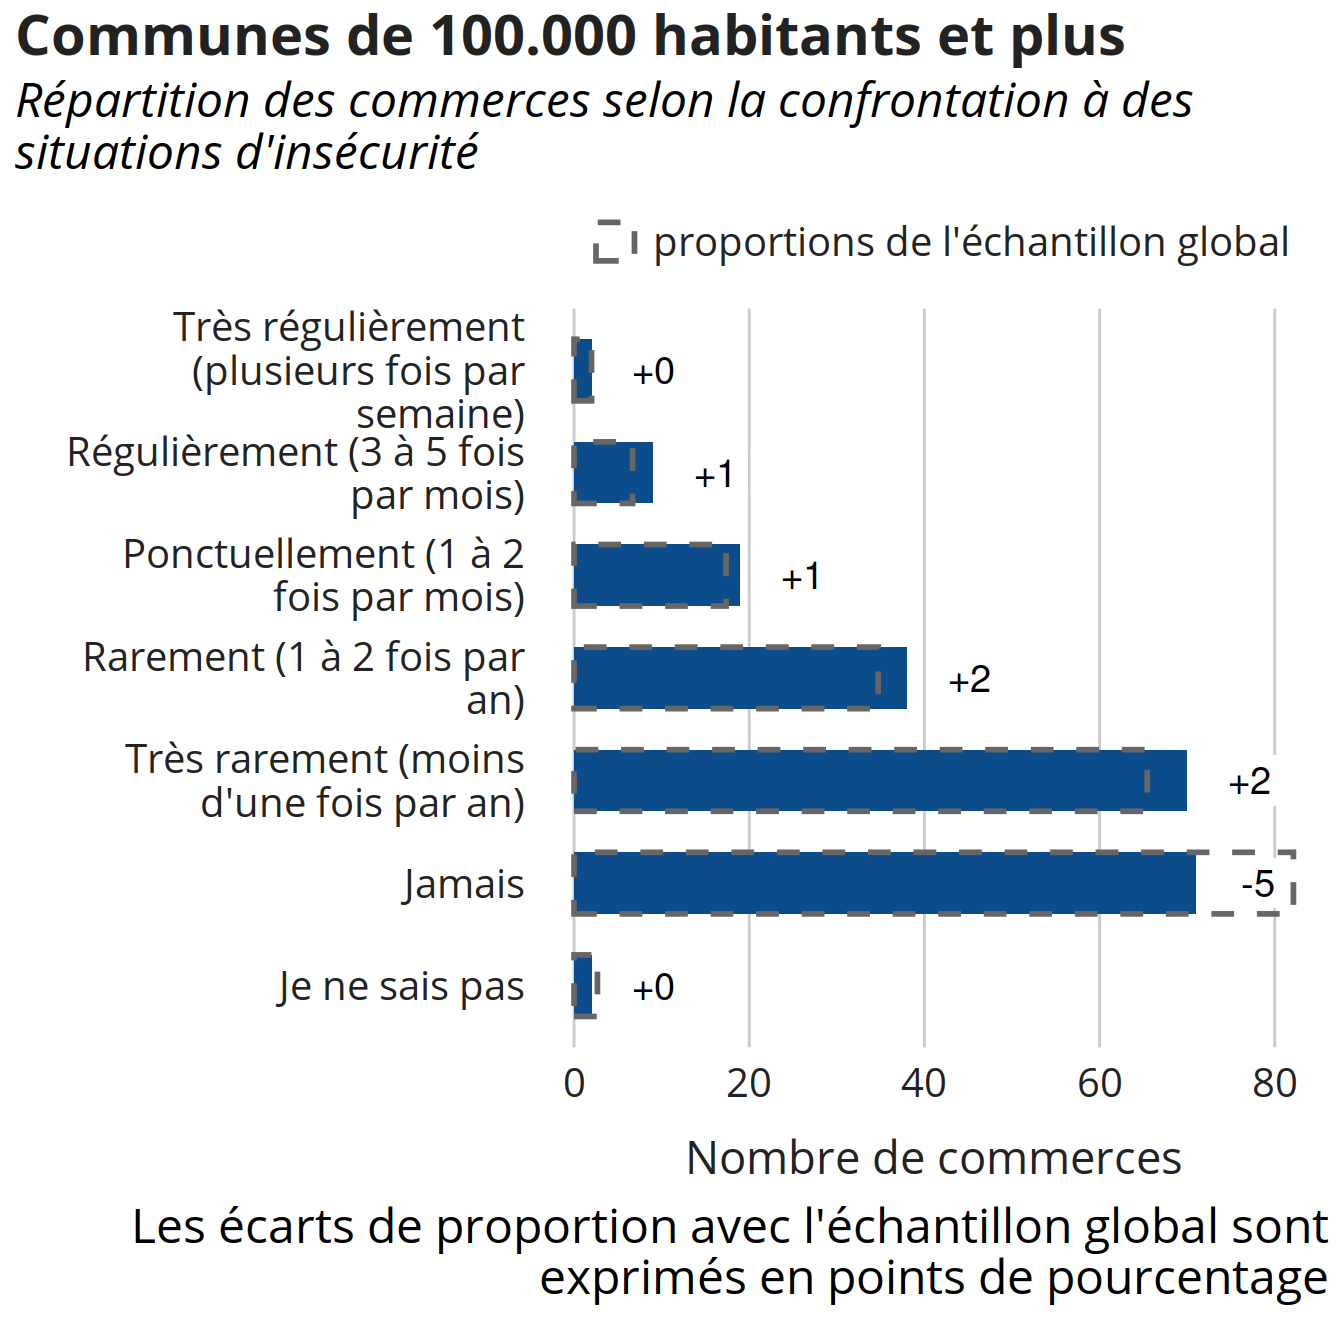 Communes de 100.000 habitants et plus
Répartition des commerces selon la confrontation à des
situations d'insécurité
proportions de l'échantillon global
Très régulièrement
(plusieurs fois par
semaine)
+0
Régulièrement (3 à 5 fois
par mois)
+1
Ponctuellement (1 à 2
fois par mois)
+1
Rarement (1 à 2 fois par
an)
+2
Très rarement (moins
d'une fois par an)
+2
Jamais
-5
Je ne sais pas
+0
0 20 40 60 80
Nombre de commerces
Les écarts de proportion avec l'échantillon global sont
exprimés en points de pourcentage